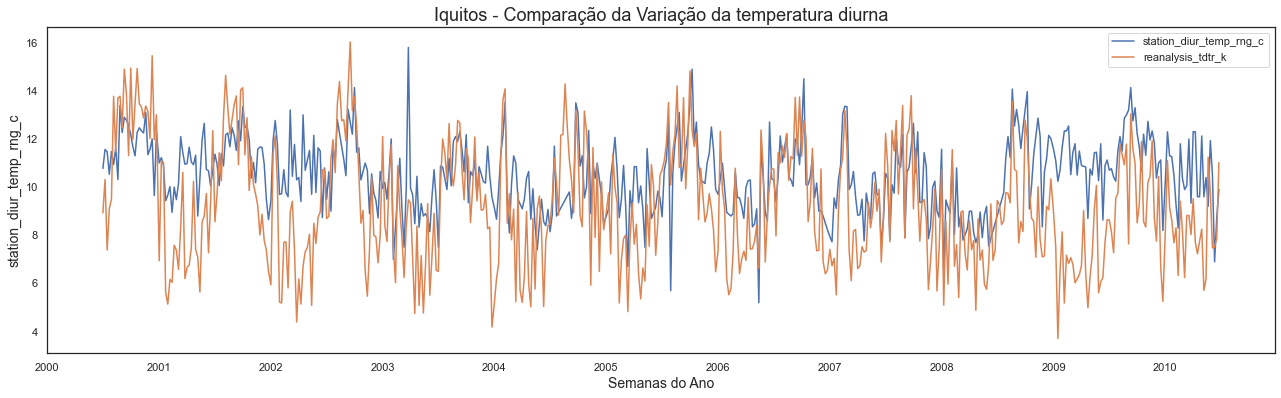 Iquitos - Comparação da Variação da temperatura diurna
station_diur_temp_rng_c
reanalysis_tdtr_k
station_diur_temp_rng_c
16
14
12
10
8
6
4
2000 2001 2002 2003 2004 2005 2006 2007 2008 2009 2010
Semanas do Ano